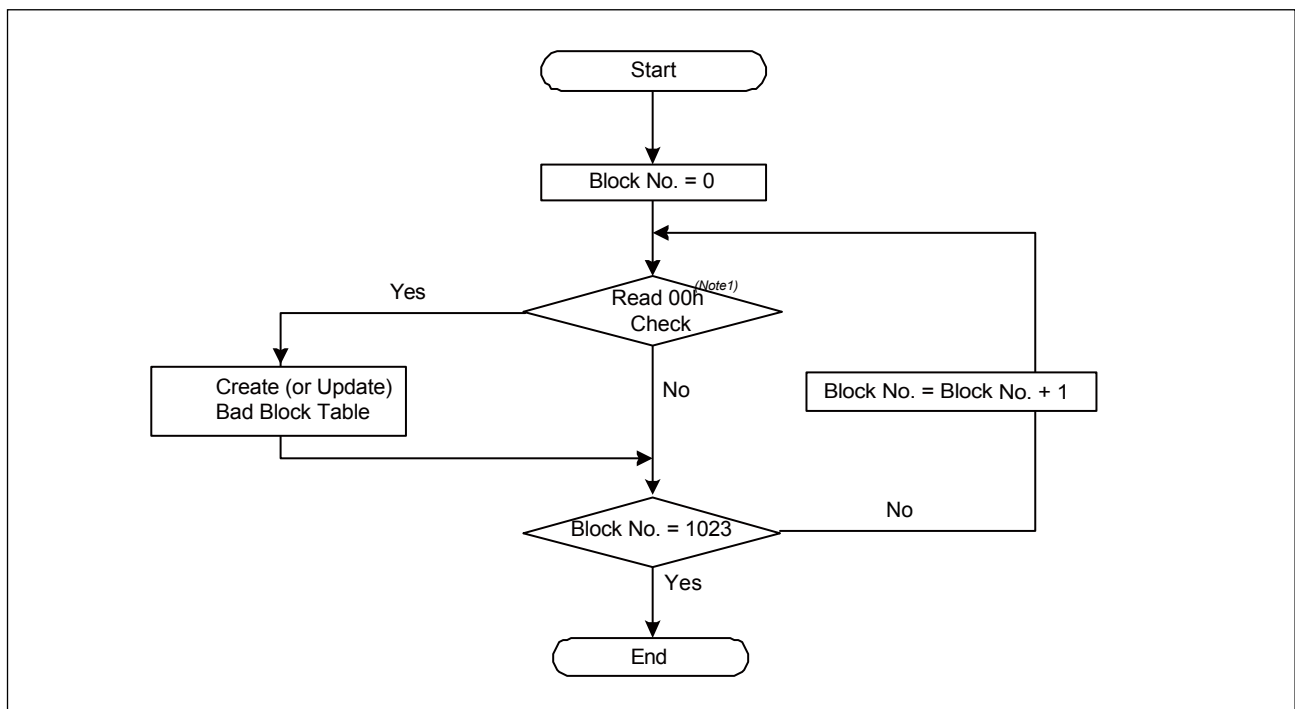 Start
Block No. = 0
(Note1)
Read 00h
Check
Yes
No
Create (or Update)
Bad Block Table
Block No. = Block No. + 1
Block No. = 1023
No
Yes
End